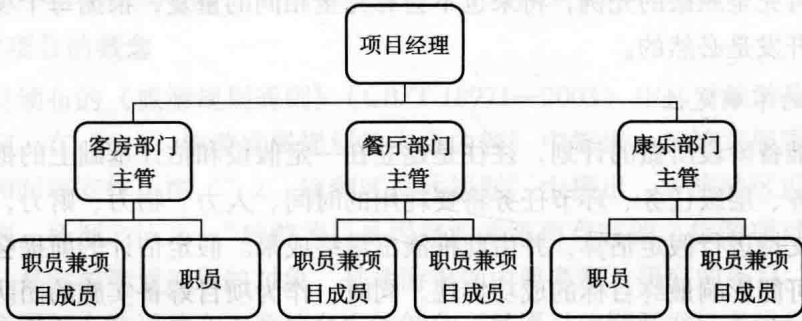 项目经理
客房部门
主管
餐厅部门
主管
康乐部门
主管
职员兼项
目成员
职员
职员兼项
目成员
职员兼项
目成员
职员
职员兼项
目成员